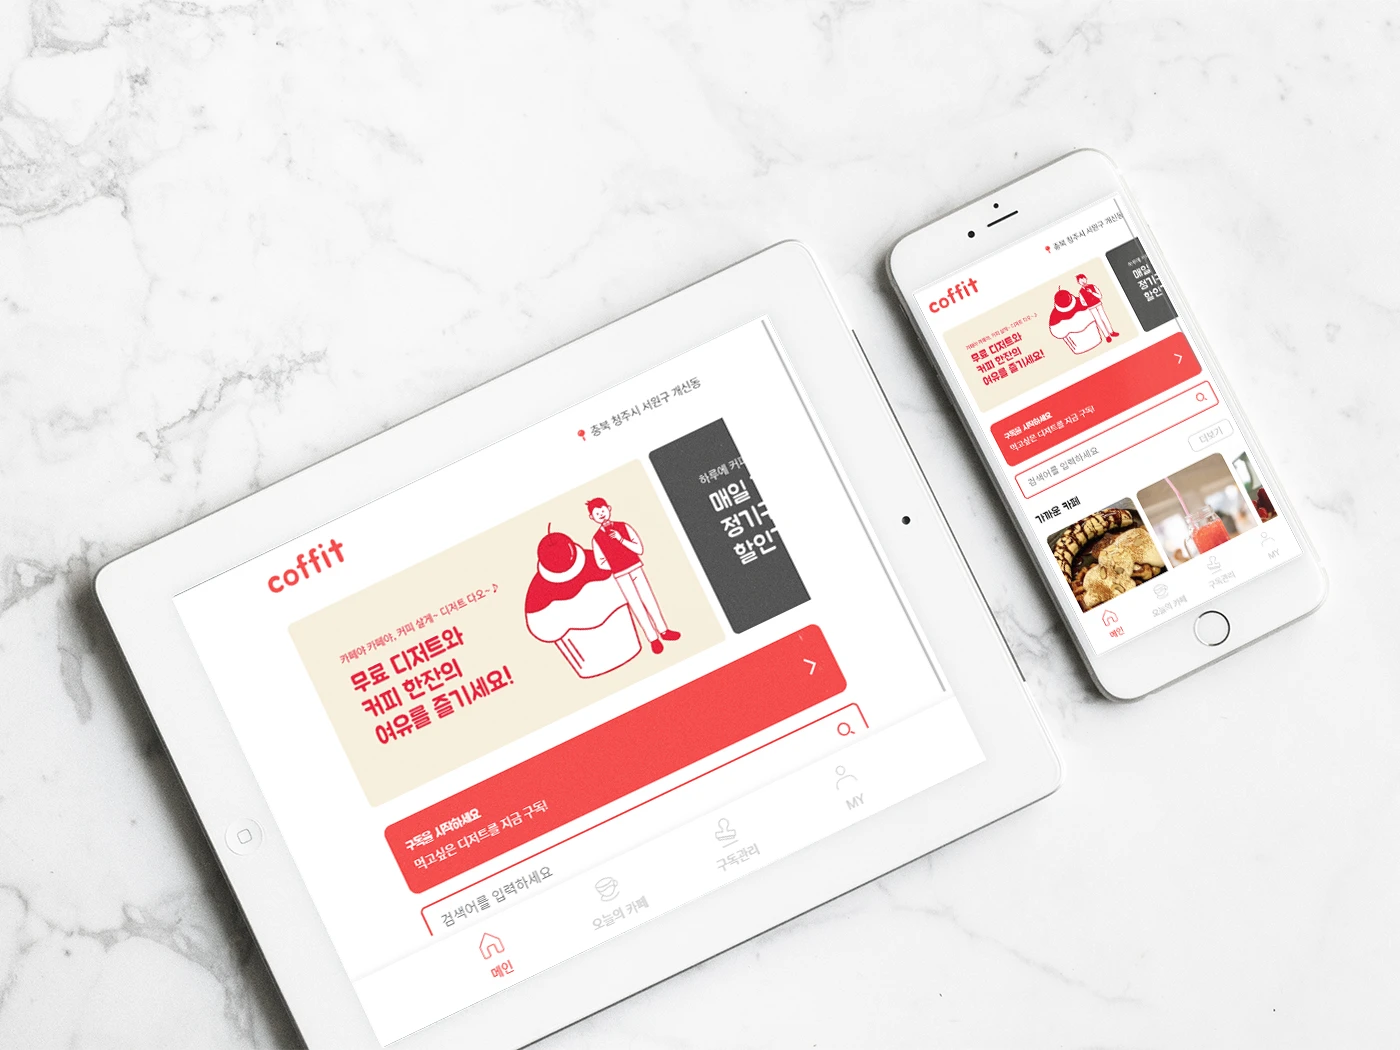 coffit
충북 청주시 서원구 개신동
카페야 카페야, 커피 살게~ 디저트 다오~♪
무료 디저트와
커피 한잔의
여유를 즐기세요!
하루에 커피
매일
정기구
할인
구독을 시작하세요
먹고싶은 디저트를 지금 구독!
검색어를 입력하세요
메인
오늘의 카페
구독관리
MY
coffit
충북 청주시 서원구 개신동
카페야 카페야, 커피 살게~ 디저트 다오~♪
무료 디저트와
커피 한잔의
여유를 즐기세요!
매일
정기구
할인
구독을 시작하세요
먹고싶은 디저트를 지금 구독!
검색어를 입력하세요
가까운 카페
더보기
메인
오늘의 카페
구독관리
MY